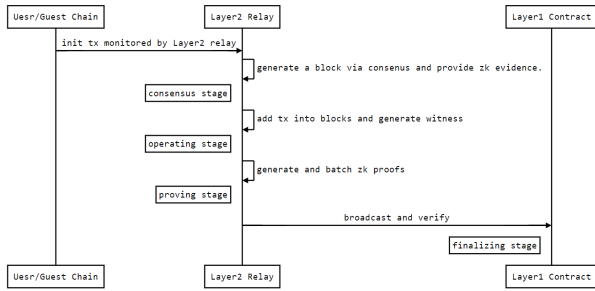 Uesr/Guest Chain
Layer2 Relay
Layer1 Contract
init tx monitored by Layer2 relay
generate a block via consenus and provide zk evidence.
consensus stage
add tx into blocks and generate witness
operating stage
generate and batch zk proofs
proving stage
broadcast and verify
finalizing stage
Uesr/Guest Chain
Layer2 Relay
Layer1 Contract